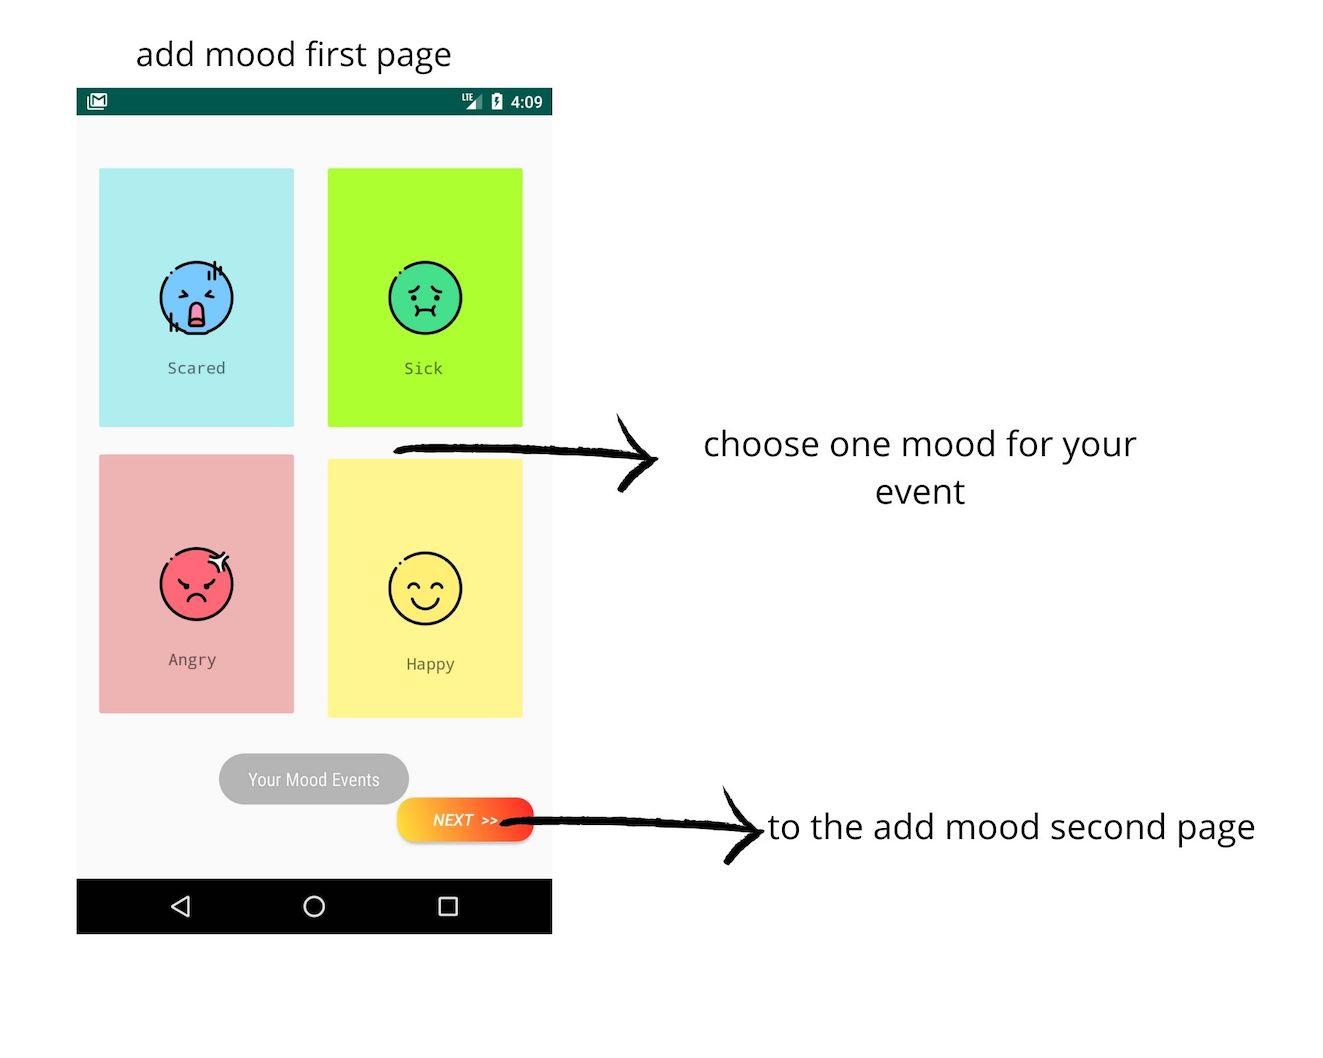 add mood first page
LTE 4:09
Scared
Sick
choose one mood for your
event
Angry
Happy
Your Mood Events
NEXT >>
to the add mood second page